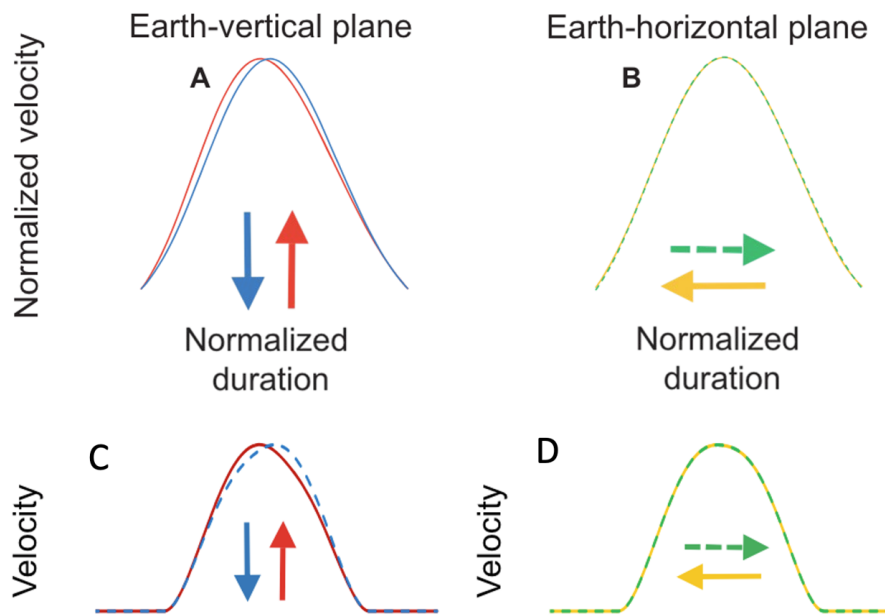 Earth-vertical plane
Earth-horizontal plane
Normalized velocity
A
B
Normalized
duration
Normalized
duration
C
D
Velocity
Velocity